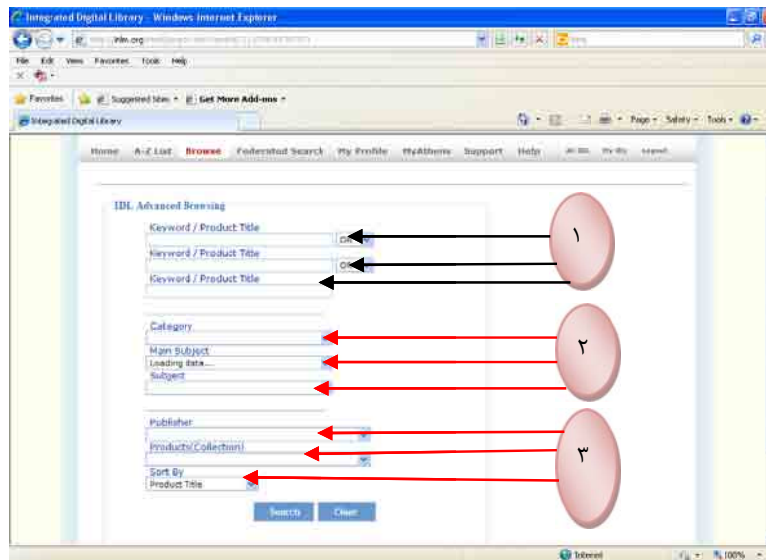 Integrated Digital Library - Windows Internet Explorer
File Edit View Favorites Tools Help
Favorites Suggested Sites Get More Add-ons
Integrated Digital Library Page Safety Tools
Home A-Z List Browse Federated Search My Profile MyAthens Support Help
IDL Advanced Browsing
Keyword / Product Title
OR
Keyword / Product Title
OR
Keyword / Product Title
Category
Main Subject
Loading data...
Subject
Publisher
Products(Collection)
Sort By
Product Title
Search Clear
١
٢
٣
Internet 100%